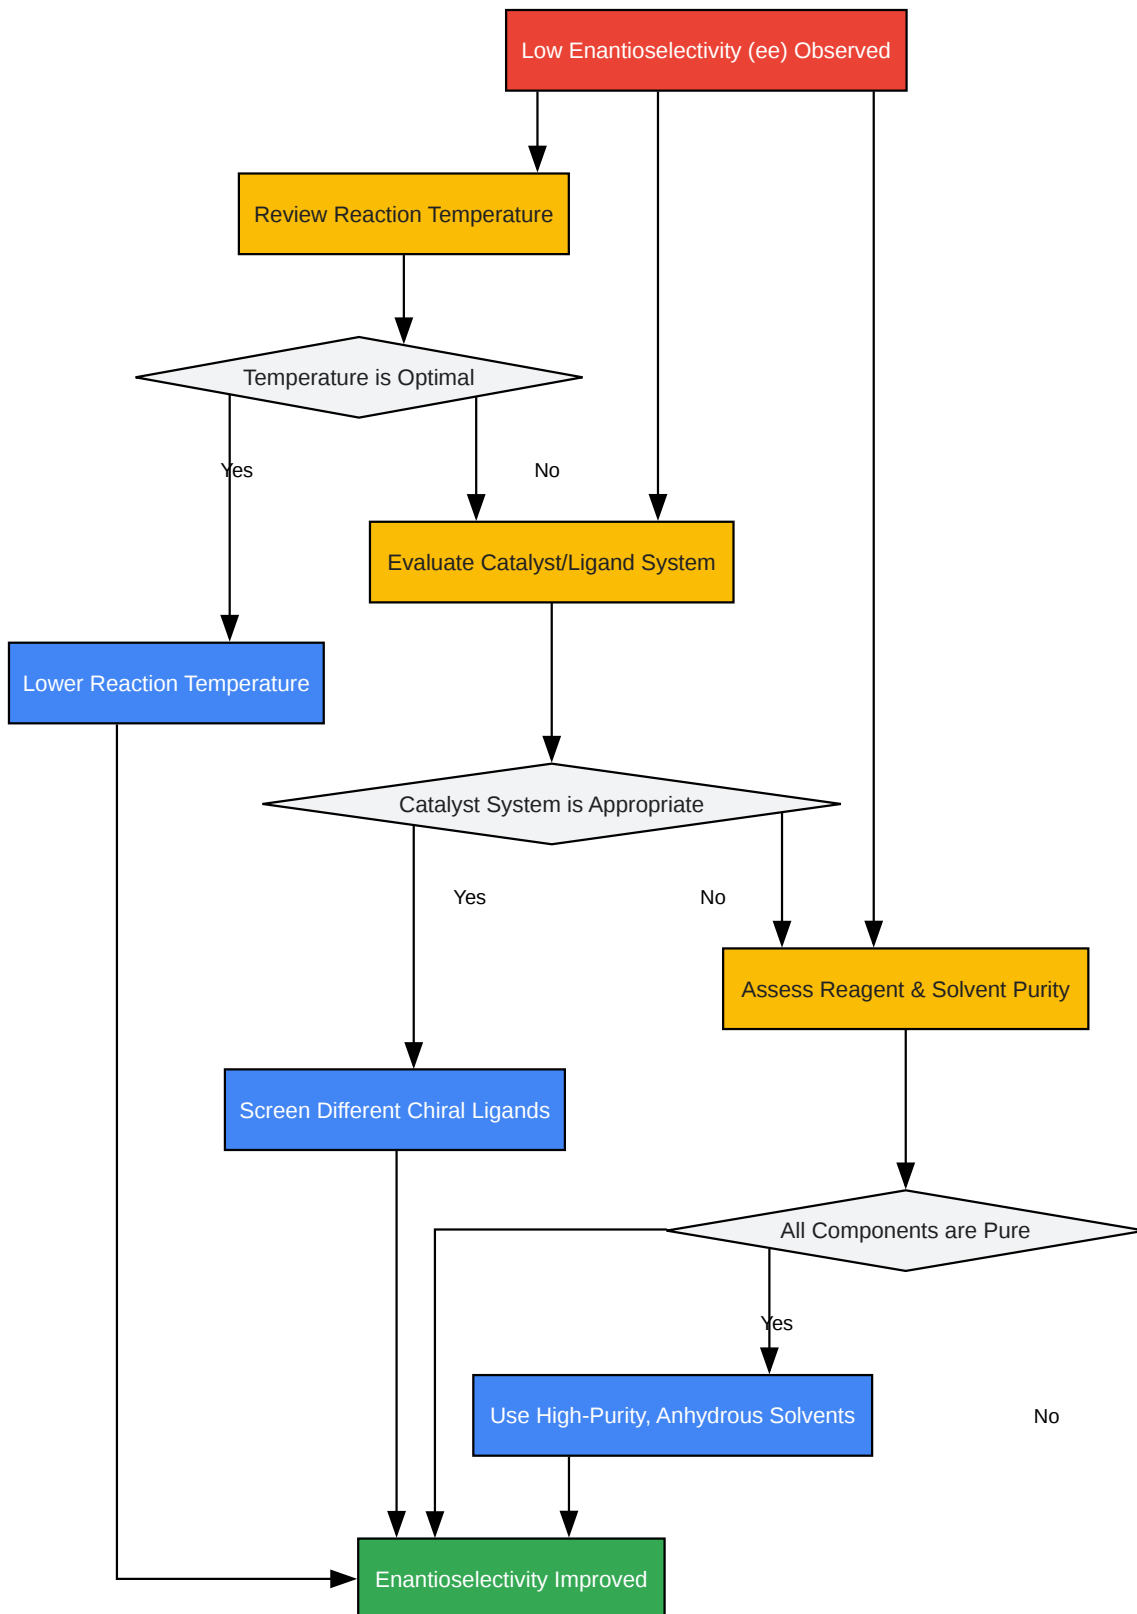 Low Enantioselectivity (ee) Observed
Review Reaction Temperature
Temperature is Optimal
Yes
No
Evaluate Catalyst/Ligand System
Lower Reaction Temperature
Catalyst System is Appropriate
Yes
No
Assess Reagent & Solvent Purity
Screen Different Chiral Ligands
All Components are Pure
Yes
Use High-Purity, Anhydrous Solvents
No
Enantioselectivity Improved